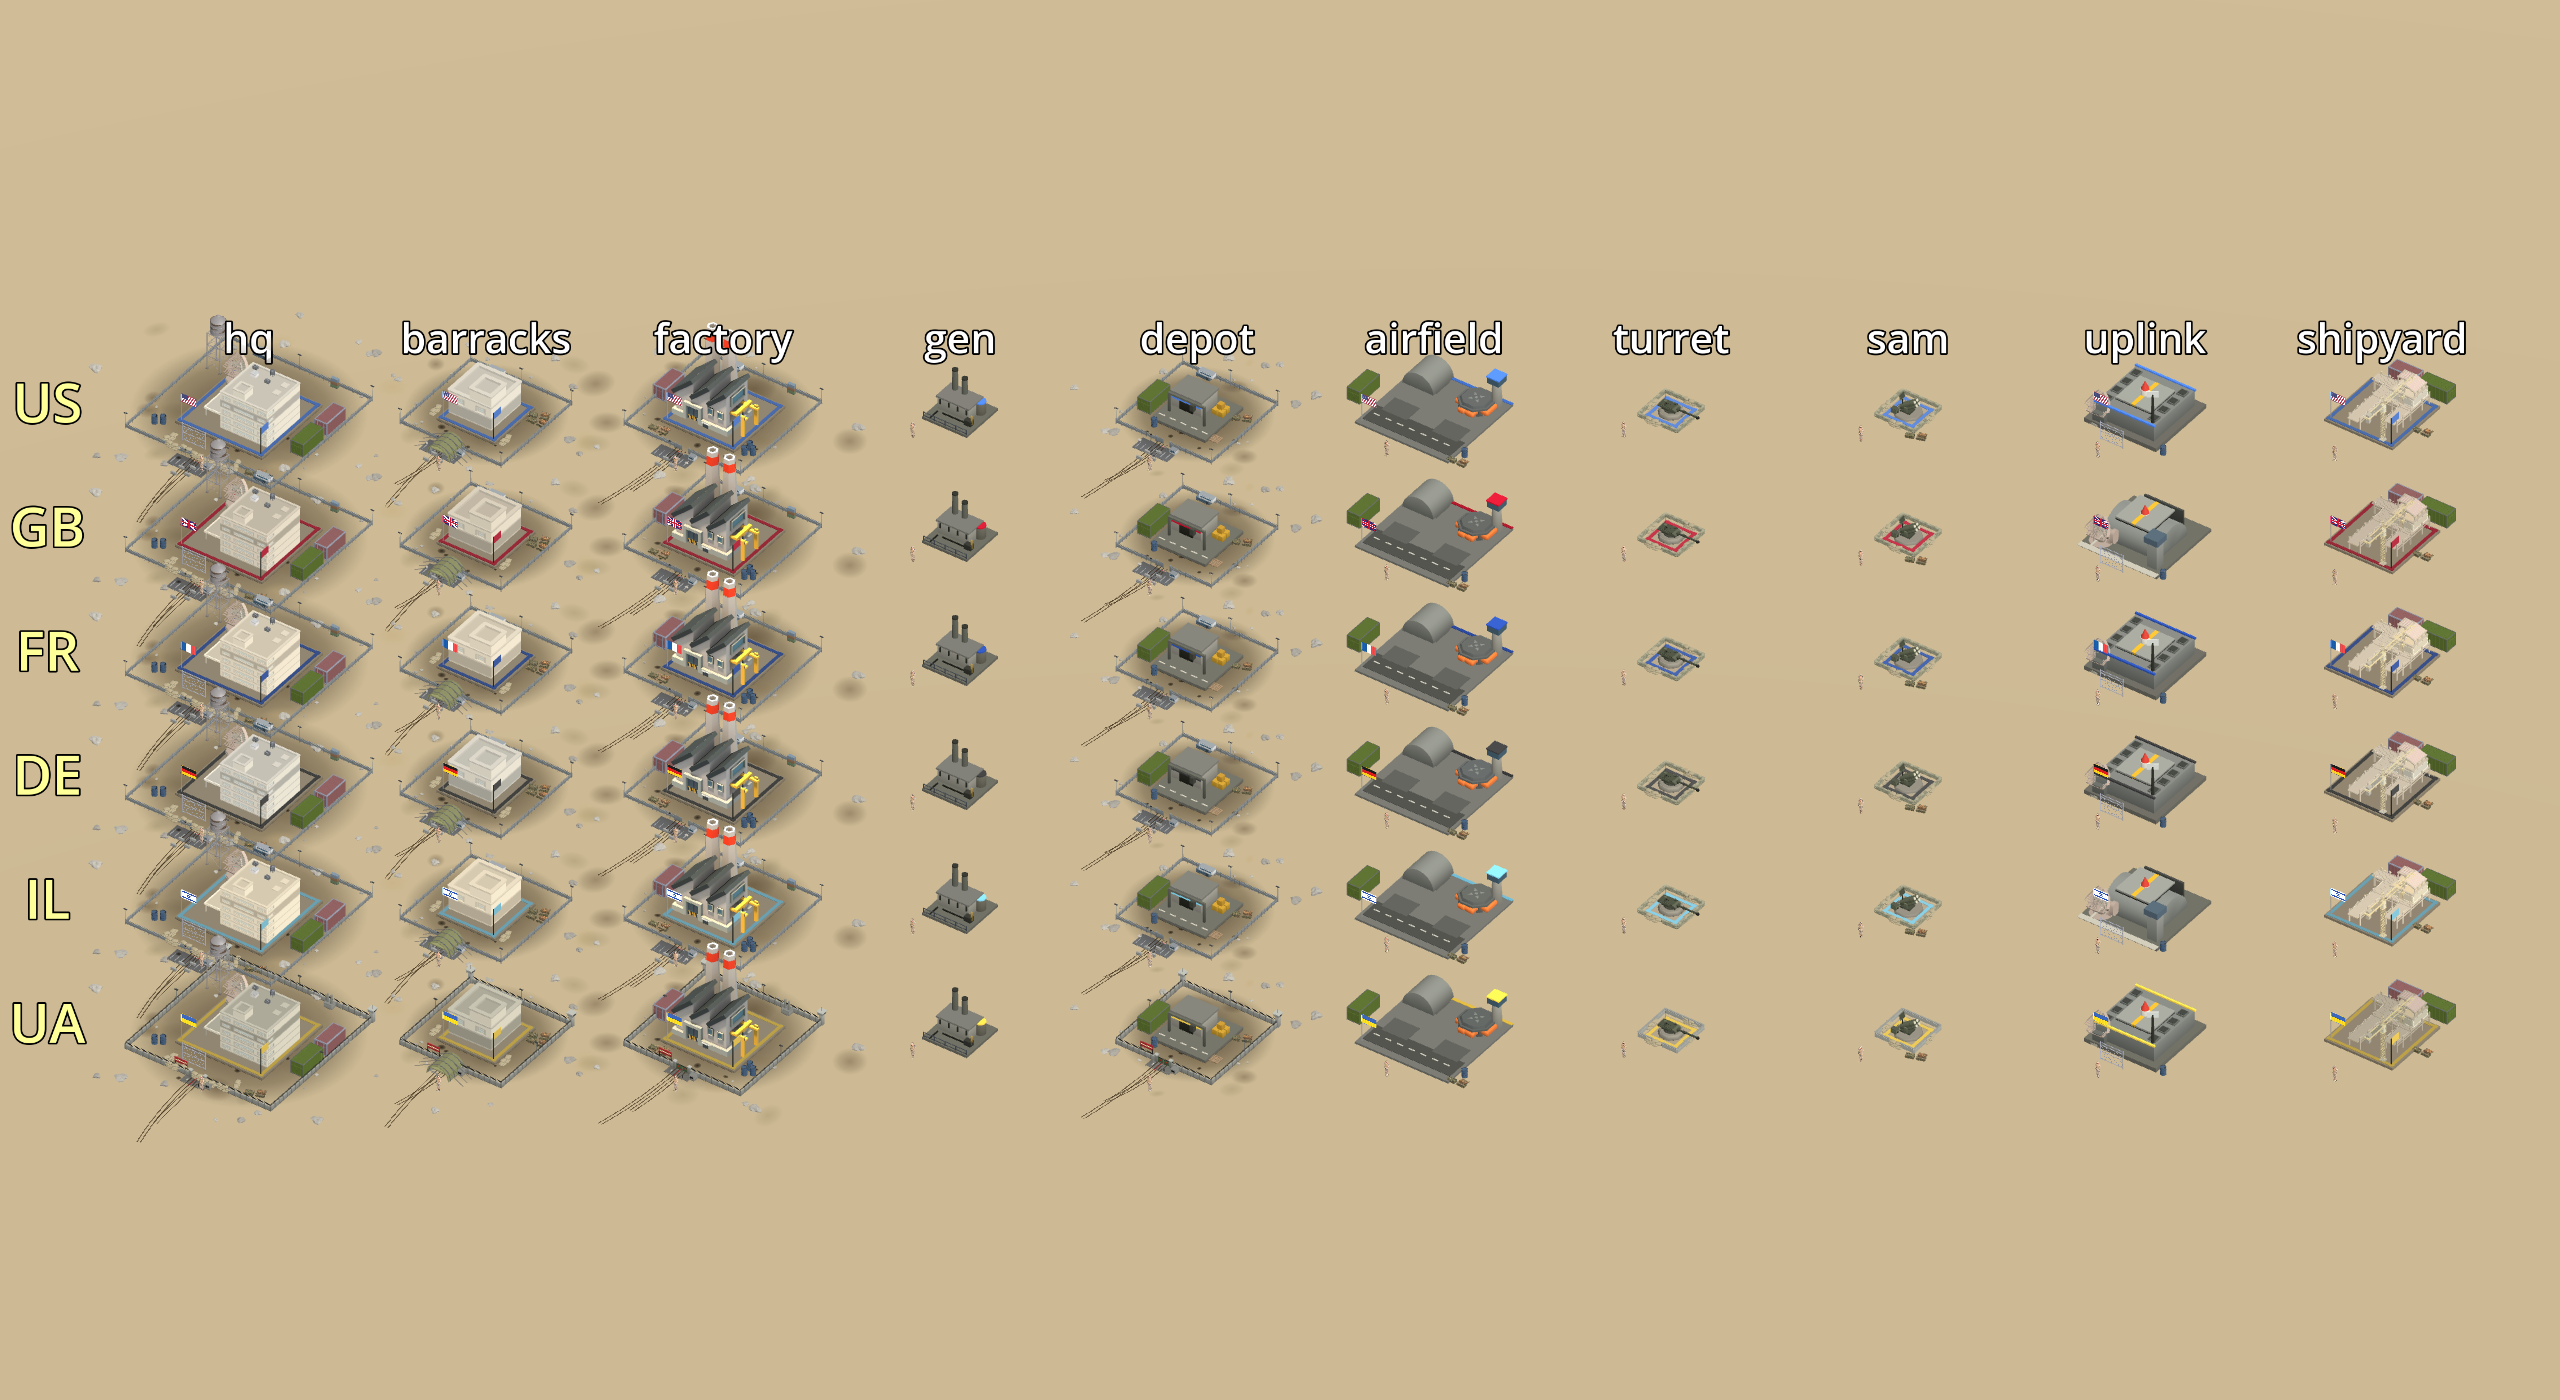 hq barracks factory gen depot airfield turret sam uplink shipyard
US
GB
FR
DE
IL
UA